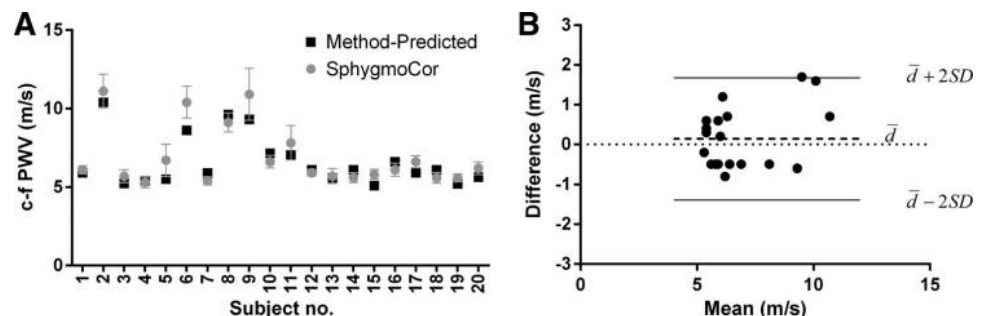 A
c-f PWV (m/s)
15
10
5
0
Method-Predicted
SphygmoCor
1 2 3 4 5 6 7 8 9 10 11 12 13 14 15 16 17 18 19 20
Subject no.
B
Difference (m/s)
3
2
1
0
-1
-2
-3
d̅ + 2SD
d̅
d̅ − 2SD
0 5 10 15
Mean (m/s)